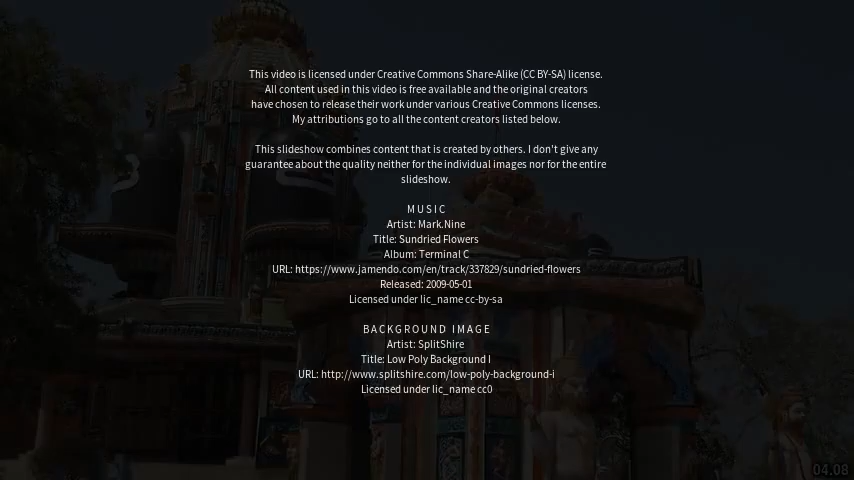 This video is licensed under Creative Commons Share-Alike (CC BY-SA) license.
All content used in this video is free available and the original creators
have chosen to release their work under various Creative Commons licenses.
My attributions go to all the content creators listed below.
This slideshow combines content that is created by others. I don't give any
guarantee about the quality neither for the individual images nor for the entire
slideshow.
MUSIC
Artist: Mark.Nine
Title: Sundried Flowers
Album: Terminal C
URL: https://www.jamendo.com/en/track/337829/sundried-flowers
Released: 2009-05-01
Licensed under lic_name cc-by-sa
BACKGROUND IMAGE
Artist: SplitShire
Title: Low Poly Background I
URL: http://www.splitshire.com/low-poly-background-i
Licensed under lic_name cc0
04.08